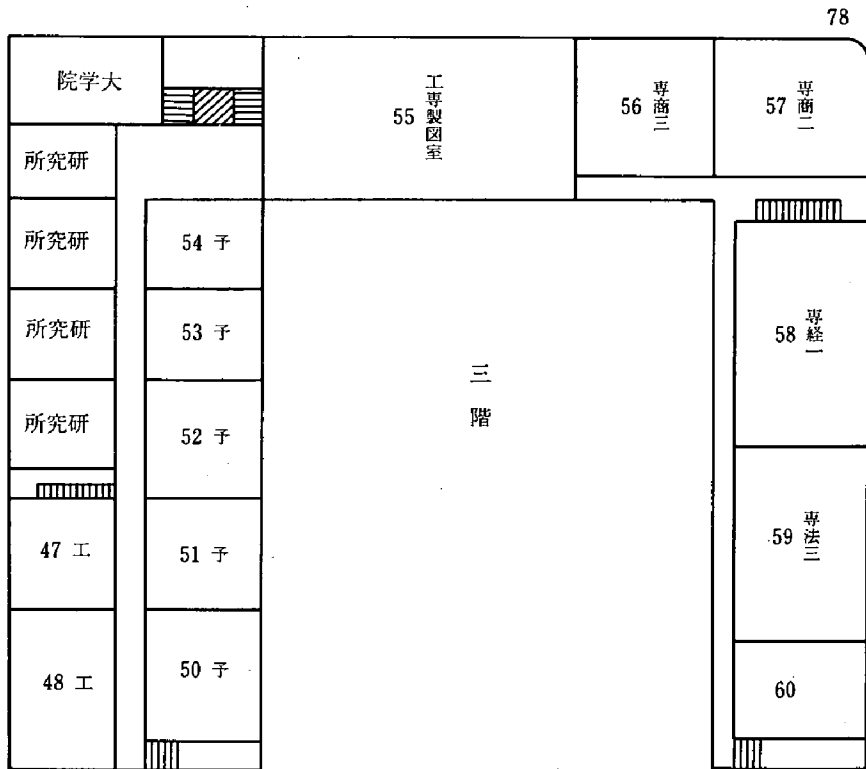 78
院学大
所究研
所究研
所究研
所究研
47 工
48 工
54 予
53 予
52 予
51 予
50 予
55 工専製図室
56 専商三
57 専商二
58 専経一
59 専法三
60
三階